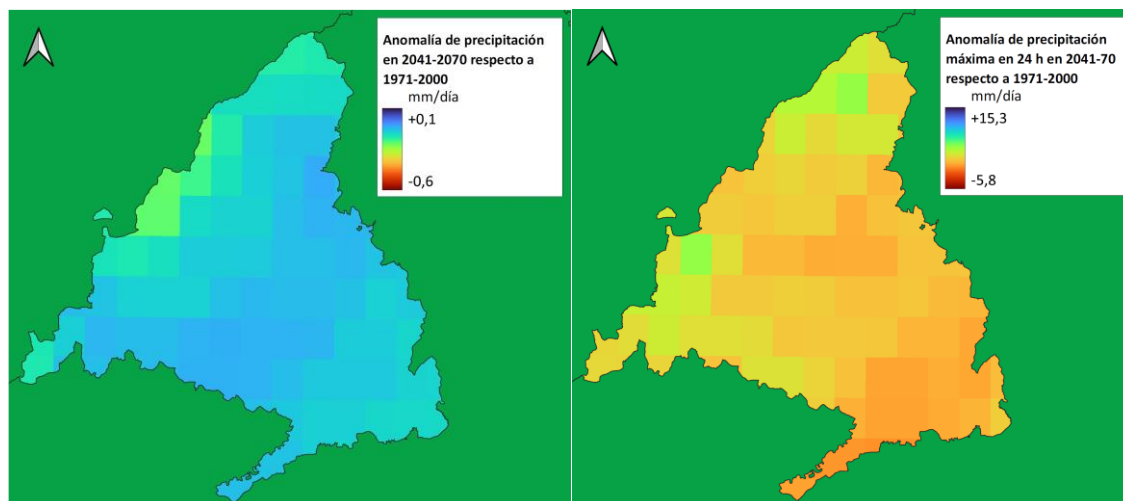 Anomalía de precipitación
en 2041-2070 respecto a
1971-2000
mm/día
+0,1
-0,6
Anomalía de precipitación
máxima en 24 h en 2041-70
respecto a 1971-2000
mm/día
+15,3
-5,8